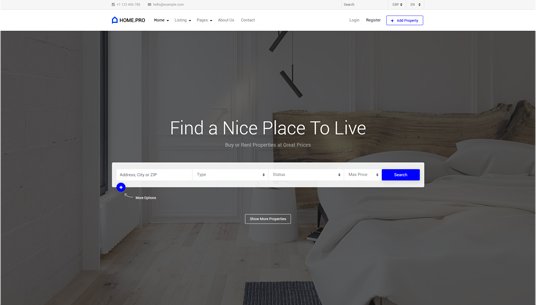 +1 123 456 789 hello@example.com Search GBP EN
HOME.PRO Home Listing Pages About Us Contact Login Register + Add Property
Find a Nice Place To Live
Buy or Rent Properties at Great Prices
Address, City or ZIP Type Status Max Price Search
More Options
Show More Properties